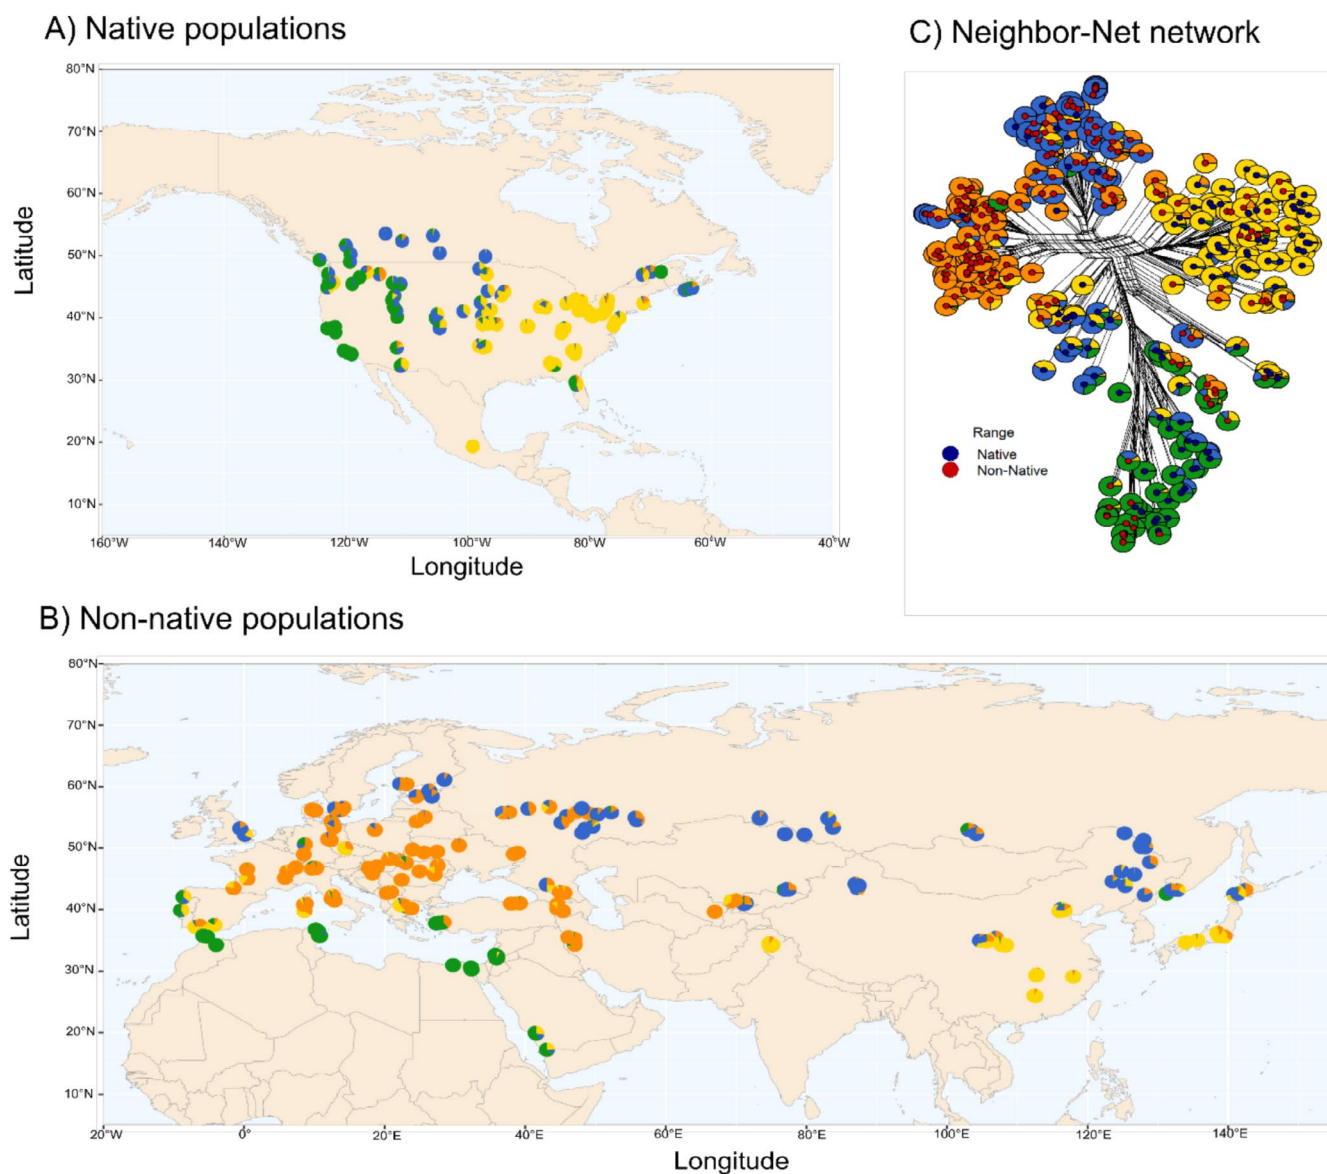 A) Native populations
C) Neighbor-Net network
80°N
70°N
60°N
50°N
40°N
30°N
20°N
10°N
Latitude
160°W 140°W 120°W 100°W 80°W 60°W 40°W
Longitude
Range
Native
Non-Native
B) Non-native populations
80°N
70°N
60°N
50°N
40°N
30°N
20°N
10°N
Latitude
20°W 0° 20°E 40°E 60°E 80°E 100°E 120°E 140°E
Longitude